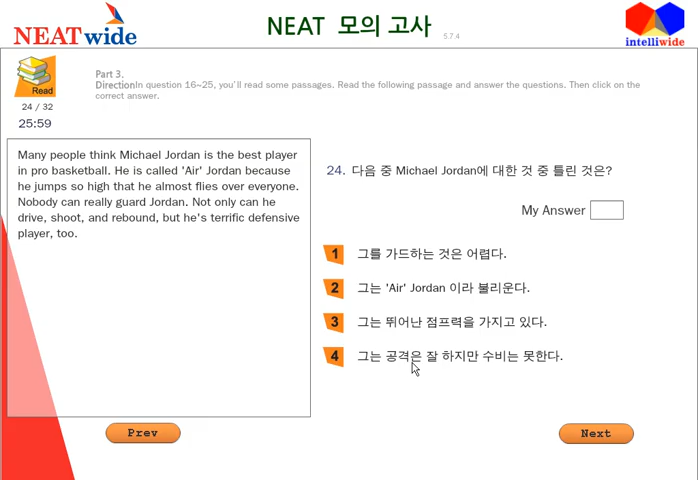 NEATwide
NEAT 모의 고사
5.7.4
intelliwide
Read
24 / 32
25:59
Part 3.
DirectionIn question 16~25, you'll read some passages. Read the following passage and answer the questions. Then click on the
correct answer.
Many people think Michael Jordan is the best player
in pro basketball. He is called 'Air' Jordan because
he jumps so high that he almost flies over everyone.
Nobody can really guard Jordan. Not only can he
drive, shoot, and rebound, but he's terrific defensive
player, too.
24. 다음 중 Michael Jordan에 대한 것 중 틀린 것은?
My Answer
1 그를 가드하는 것은 어렵다.
2 그는 'Air' Jordan 이라 불리운다.
3 그는 뛰어난 점프력을 가지고 있다.
4 그는 공격은 잘 하지만 수비는 못한다.
Prev
Next